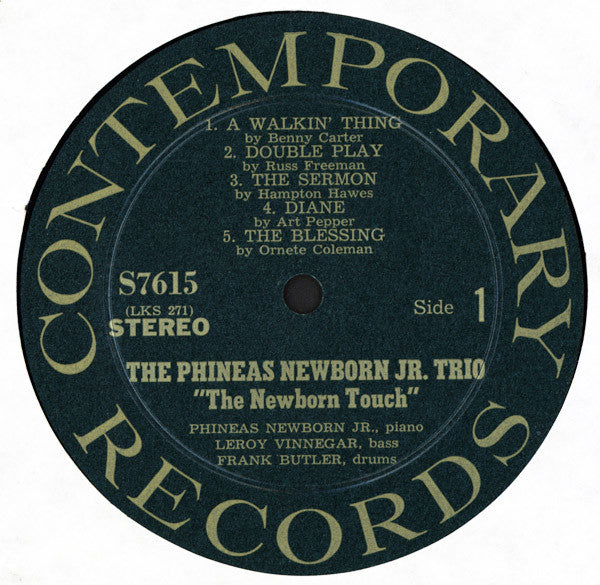 CONTEMPORARY
1. A WALKIN' THING
by Benny Carter
2. DOUBLE PLAY
by Russ Freeman
3. THE SERMON
by Hampton Hawes
4. DIANE
by Art Pepper
5. THE BLESSING
by Ornete Coleman
S7615
(LKS 271)
STEREO
Side 1
THE PHINEAS NEWBORN JR. TRIO
"The Newborn Touch"
PHINEAS NEWBORN JR., piano
LEROY VINNEGAR, bass
FRANK BUTLER, drums
RECORDS